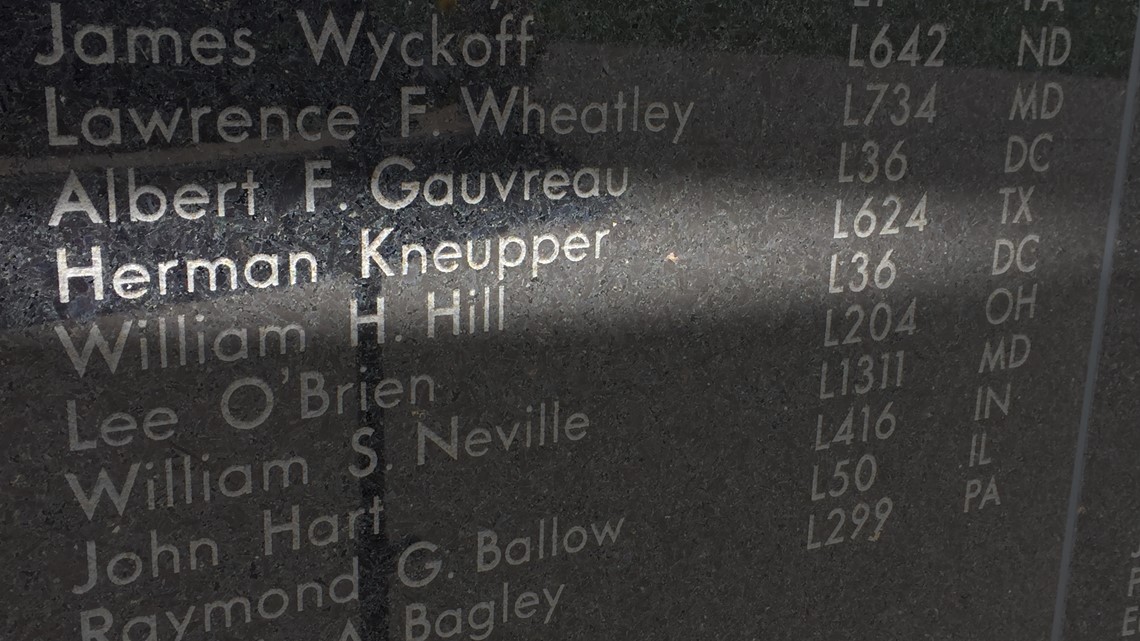 PA
James Wyckoff L642 ND
Lawrence F. Wheatley L734 MD
Albert F. Gauvreau L36 DC
Herman Kneupper L624 TX
William H. Hill L36 DC
Lee O'Brien L204 OH
William S. Neville L1311 MD
John Hart L416 IN
Raymond G. Ballow L50 IL
A. Bagley L299 PA